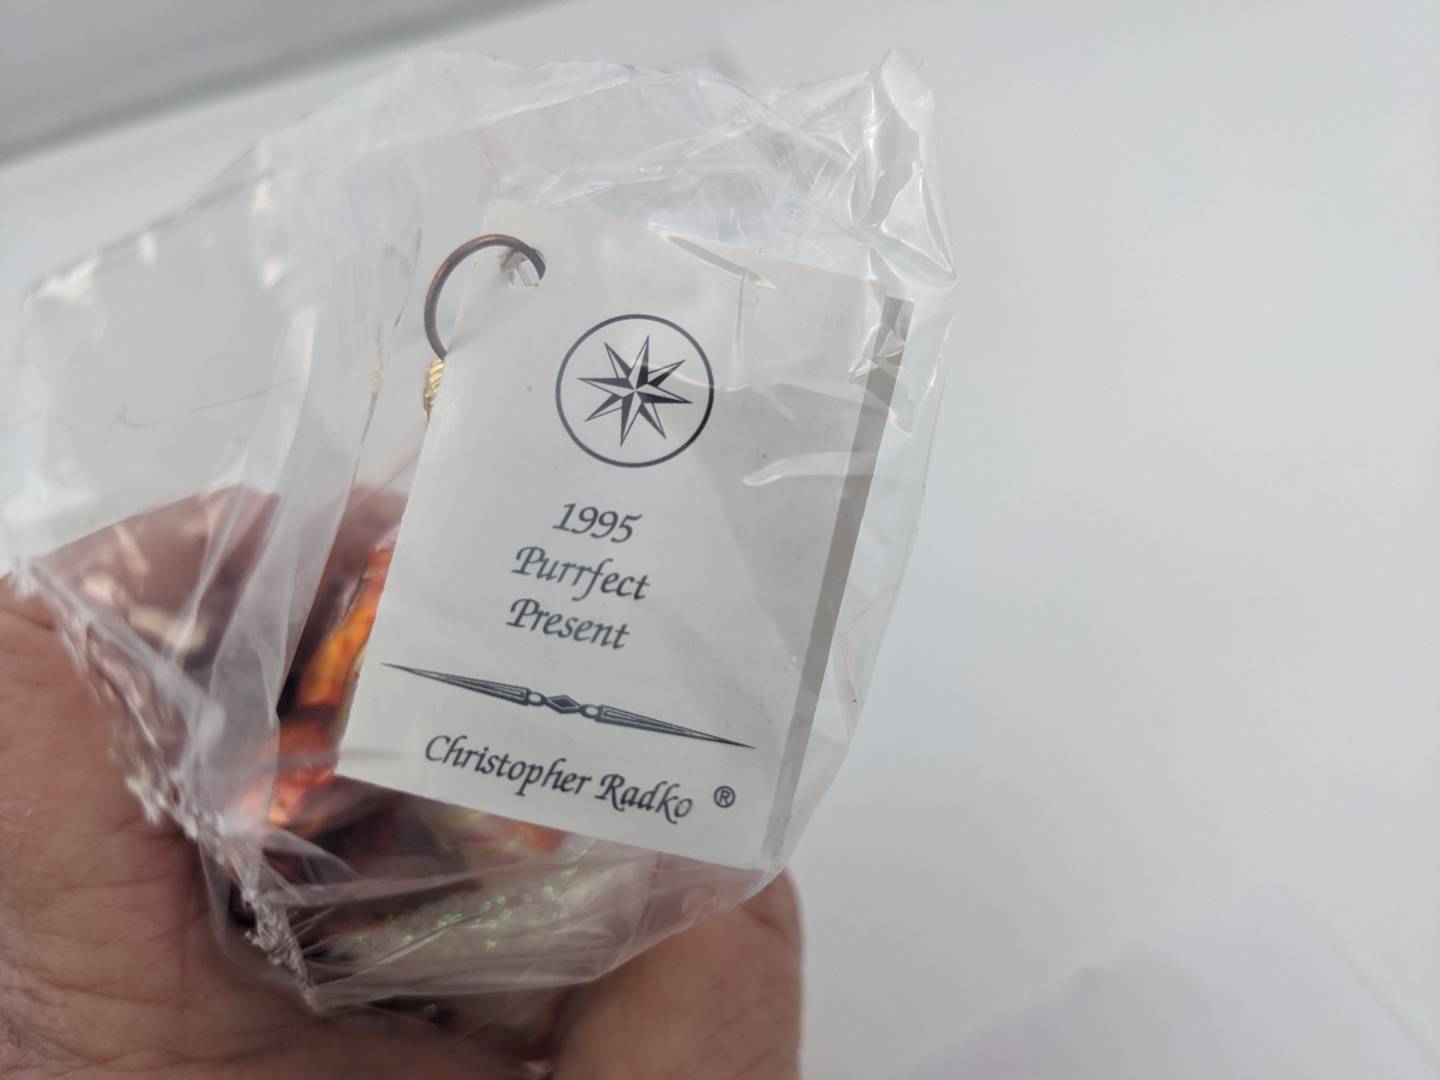 1995
Purrfect
Present
Christopher Radko ®